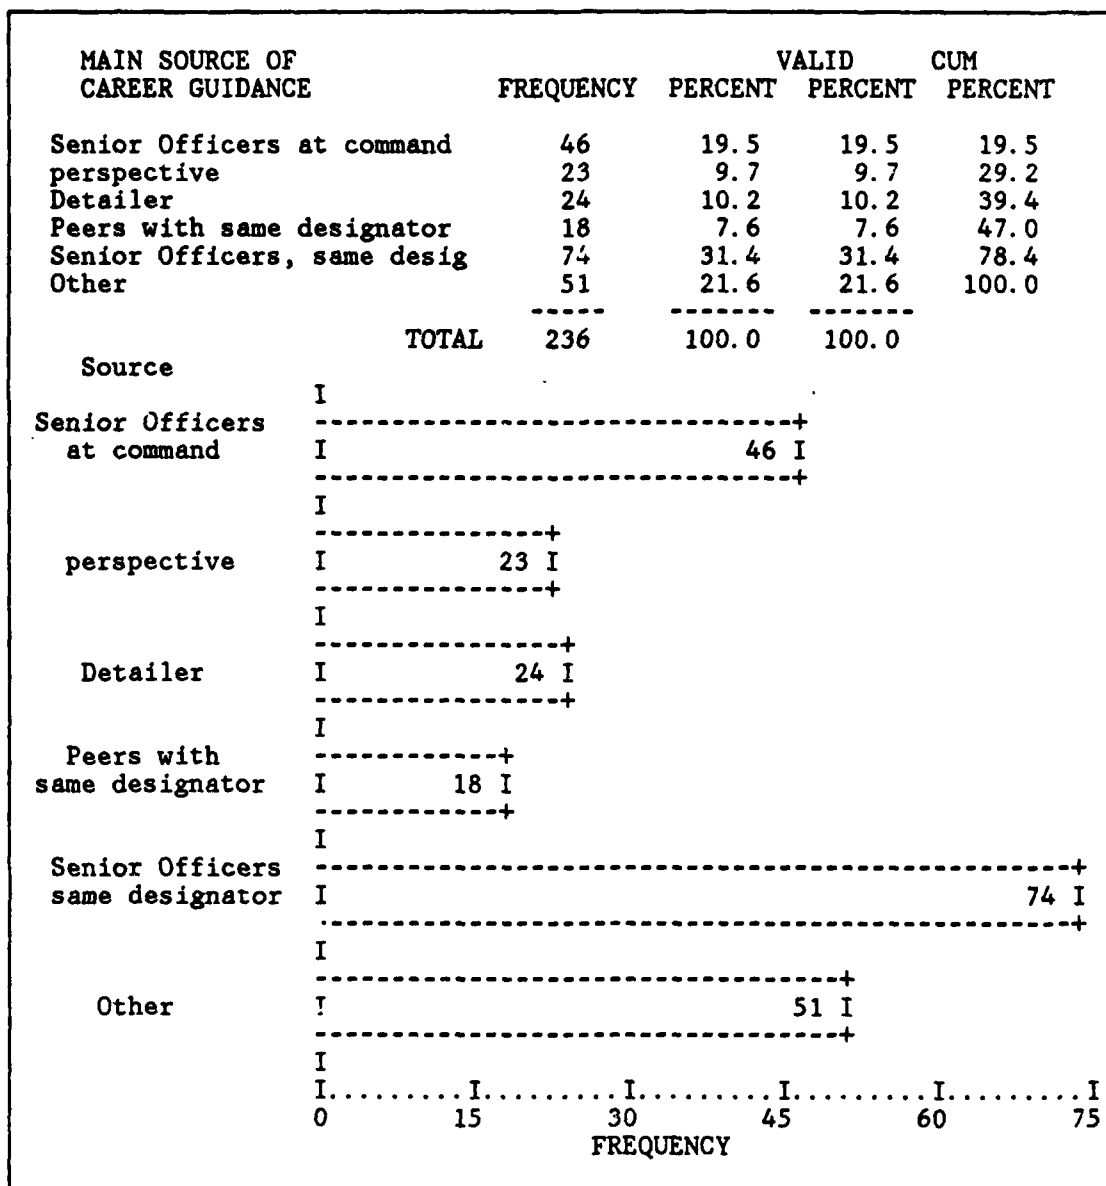 MAIN SOURCE OF VALID CUM
CAREER GUIDANCE FREQUENCY PERCENT PERCENT PERCENT
Senior Officers at command 46 19.5 19.5 19.5
perspective 23 9.7 9.7 29.2
Detailer 24 10.2 10.2 39.4
Peers with same designator 18 7.6 7.6 47.0
Senior Officers, same desig 74 31.4 31.4 78.4
Other 51 21.6 21.6 100.0
----- ------- -------
TOTAL 236 100.0 100.0
Source
I
Senior Officers -------------------------------+
at command I 46 I
-------------------------------+
I
---------------+
perspective I 23 I
---------------+
I
----------------+
Detailer I 24 I
----------------+
I
Peers with ------------+
same designator I 18 I
------------+
I
Senior Officers -------------------------------------------------+
same designator I 74 I
-------------------------------------------------+
I
----------------------------------+
Other I 51 I
----------------------------------+
I
I.........I.........I.........I.........I.........I
0 15 30 45 60 75
FREQUENCY